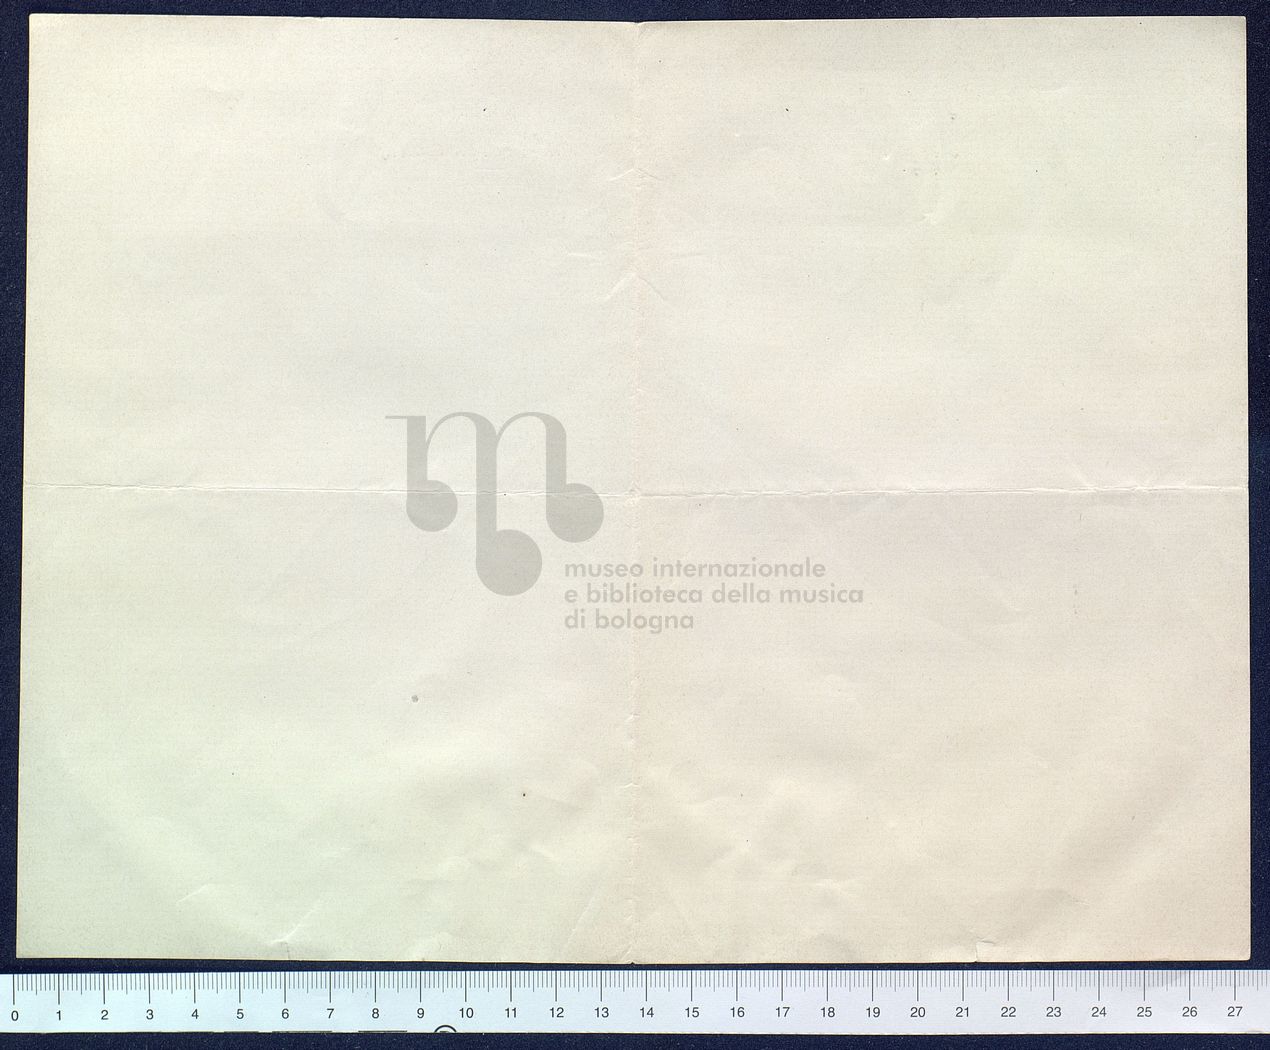 museo internazionale
e biblioteca della musica
di bologna
0 1 2 3 4 5 6 7 8 9 10 11 12 13 14 15 16 17 18 19 20 21 22 23 24 25 26 27